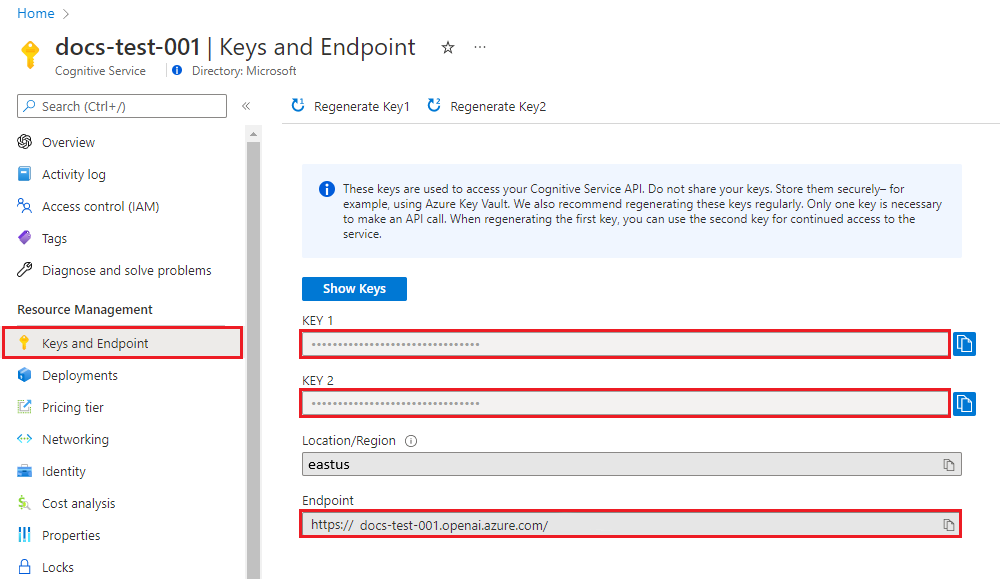 Home >
docs-test-001 | Keys and Endpoint
Cognitive Service
Directory: Microsoft
Search (Ctrl+/)
Overview
Activity log
Access control (IAM)
Tags
Diagnose and solve problems
Resource Management
Keys and Endpoint
Deployments
Pricing tier
Networking
Identity
Cost analysis
Properties
Locks
Regenerate Key1
Regenerate Key2
These keys are used to access your Cognitive Service API. Do not share your keys. Store them securely– for
example, using Azure Key Vault. We also recommend regenerating these keys regularly. Only one key is necessary
to make an API call. When regenerating the first key, you can use the second key for continued access to the
service.
Show Keys
KEY 1
KEY 2
Location/Region
eastus
Endpoint
https:// docs-test-001.openai.azure.com/